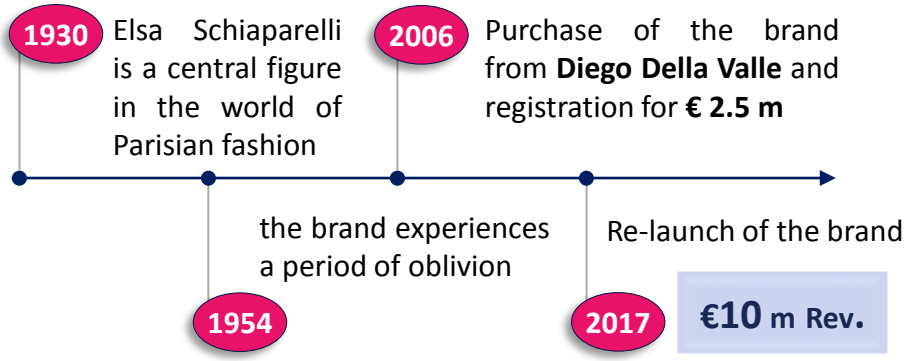 1930
Elsa Schiaparelli
is a central figure
in the world of
Parisian fashion
2006
Purchase of the brand
from Diego Della Valle and
registration for € 2.5 m
the brand experiences
a period of oblivion
1954
Re-launch of the brand
2017
€10 m Rev.